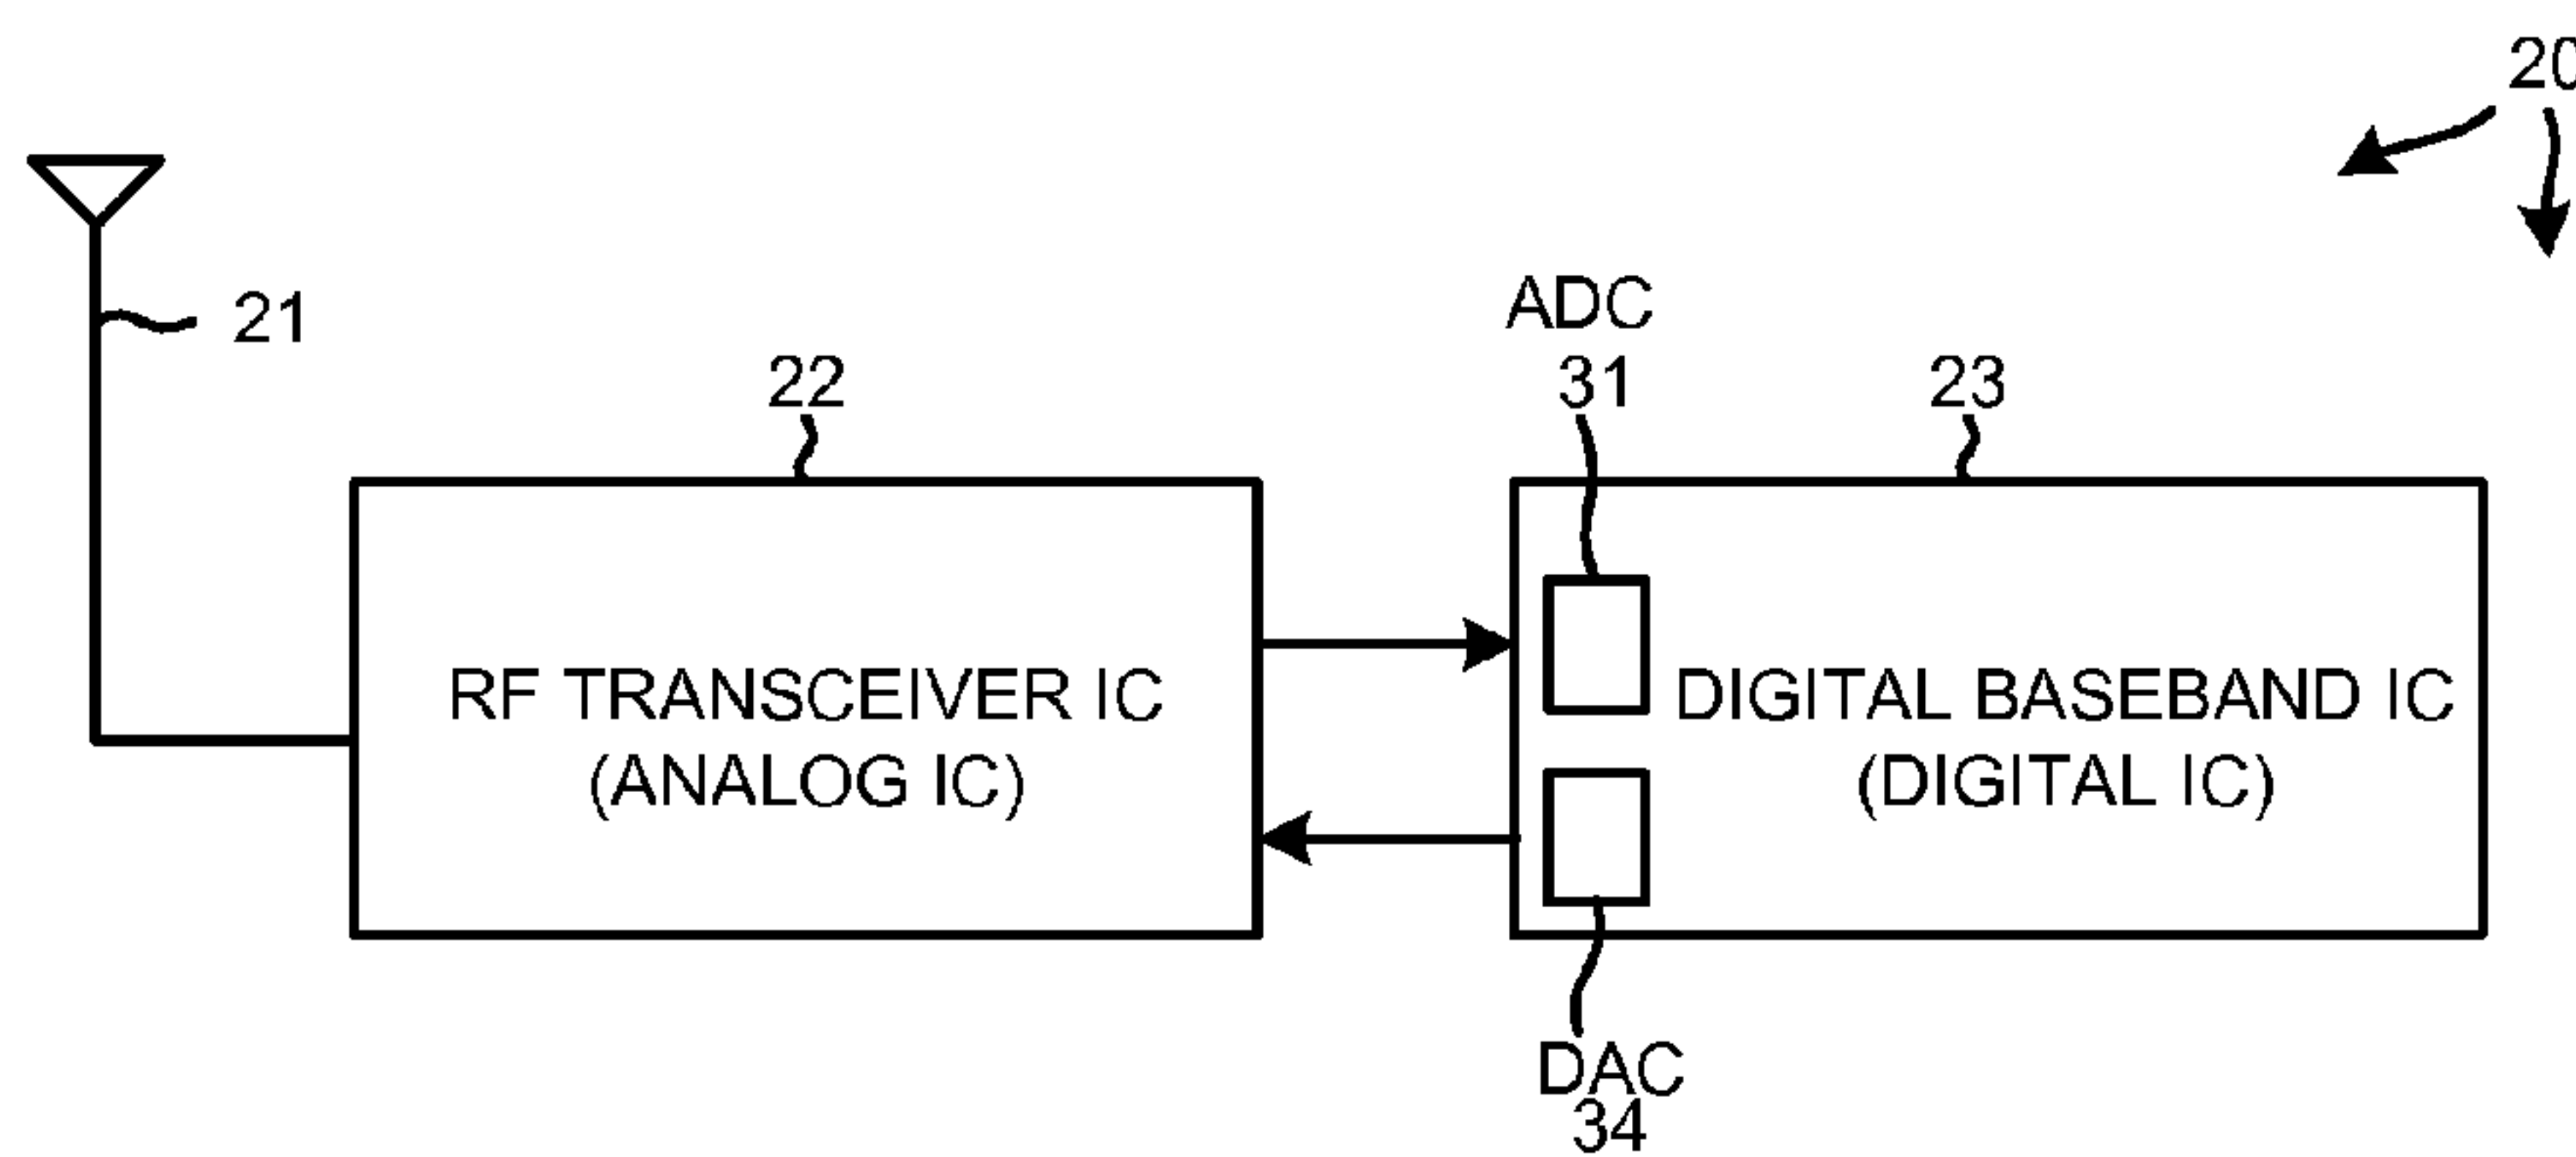 20
21
ADC
31
22
23
RF TRANSCEIVER IC
(ANALOG IC)
DIGITAL BASEBAND IC
(DIGITAL IC)
DAC
34